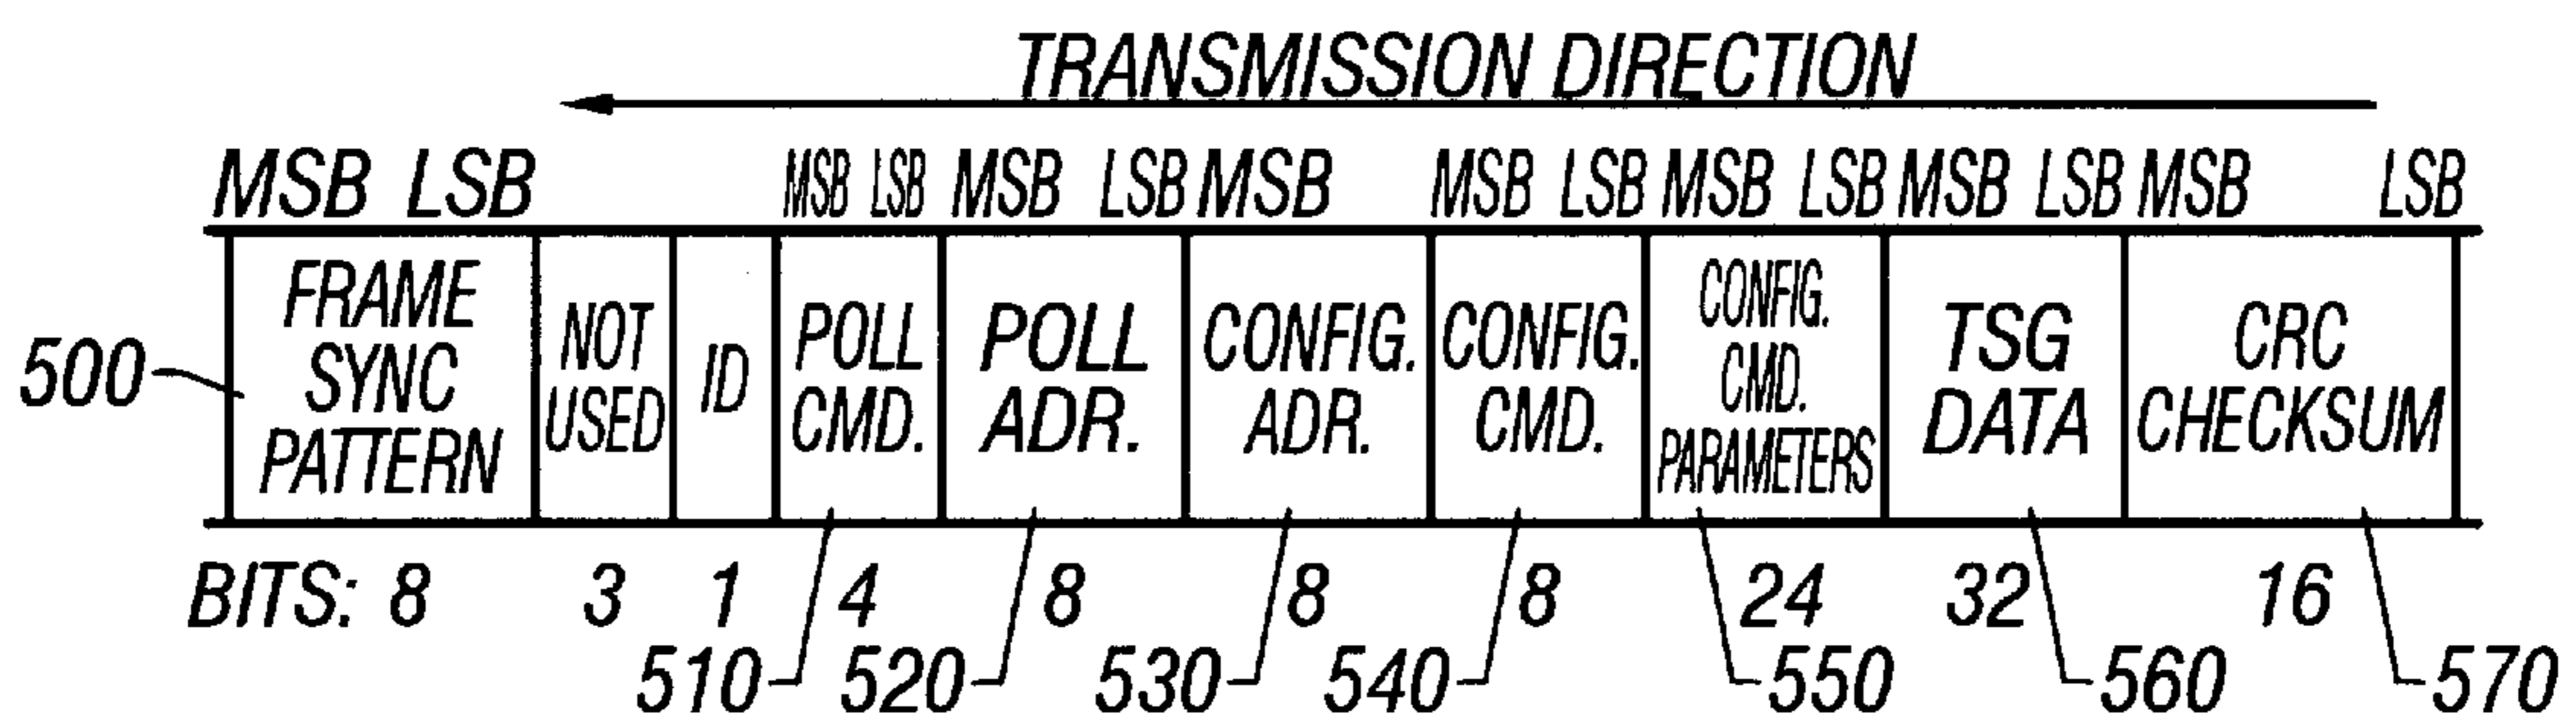 TRANSMISSION DIRECTION
MSB LSB MSB LSB MSB LSB MSB MSB LSB MSB LSB MSB LSB MSB LSB
FRAME SYNC PATTERN
NOT USED
ID
POLL CMD.
POLL ADR.
CONFIG. ADR.
CONFIG. CMD.
CONFIG. CMD. PARAMETERS
TSG DATA
CRC CHECKSUM
500
BITS: 8 3 1 4 8 8 8 24 32 16
510 520 530 540 550 560 570